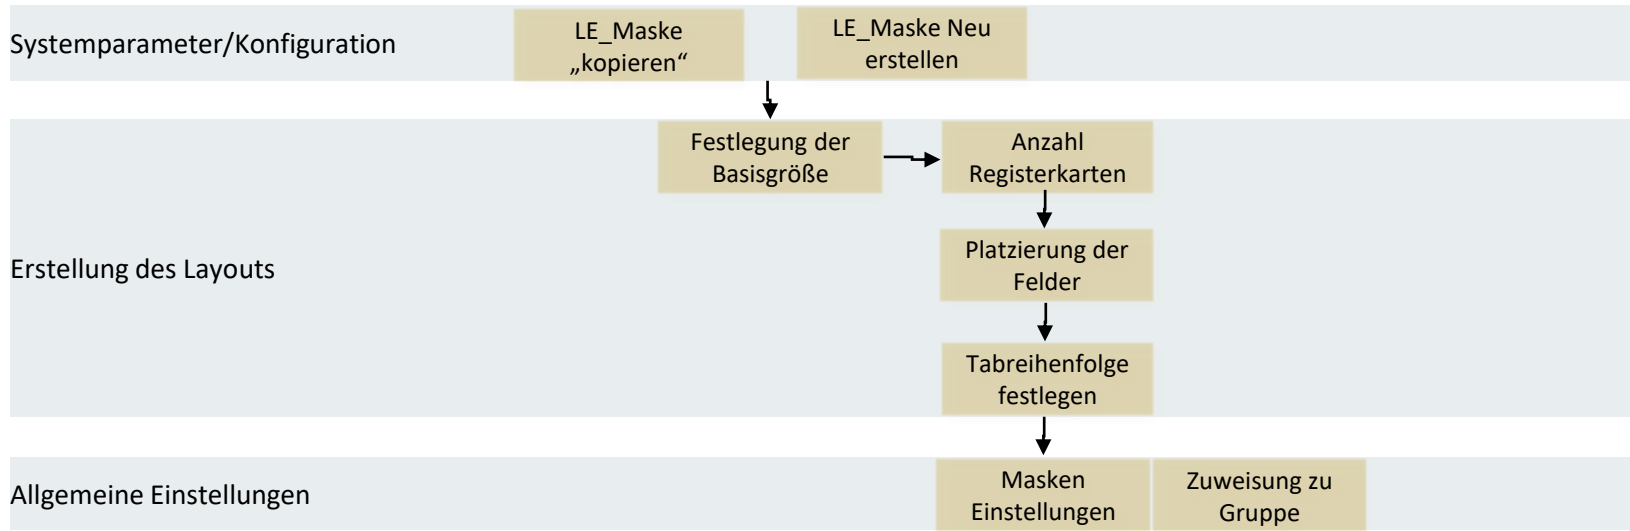 Systemparameter/Konfiguration
LE_Maske
„kopieren“
LE_Maske Neu
erstellen
Erstellung des Layouts
Festlegung der
Basisgröße
Anzahl
Registerkarten
Platzierung der
Felder
Tabreihenfolge
festlegen
Allgemeine Einstellungen
Masken
Einstellungen
Zuweisung zu
Gruppe